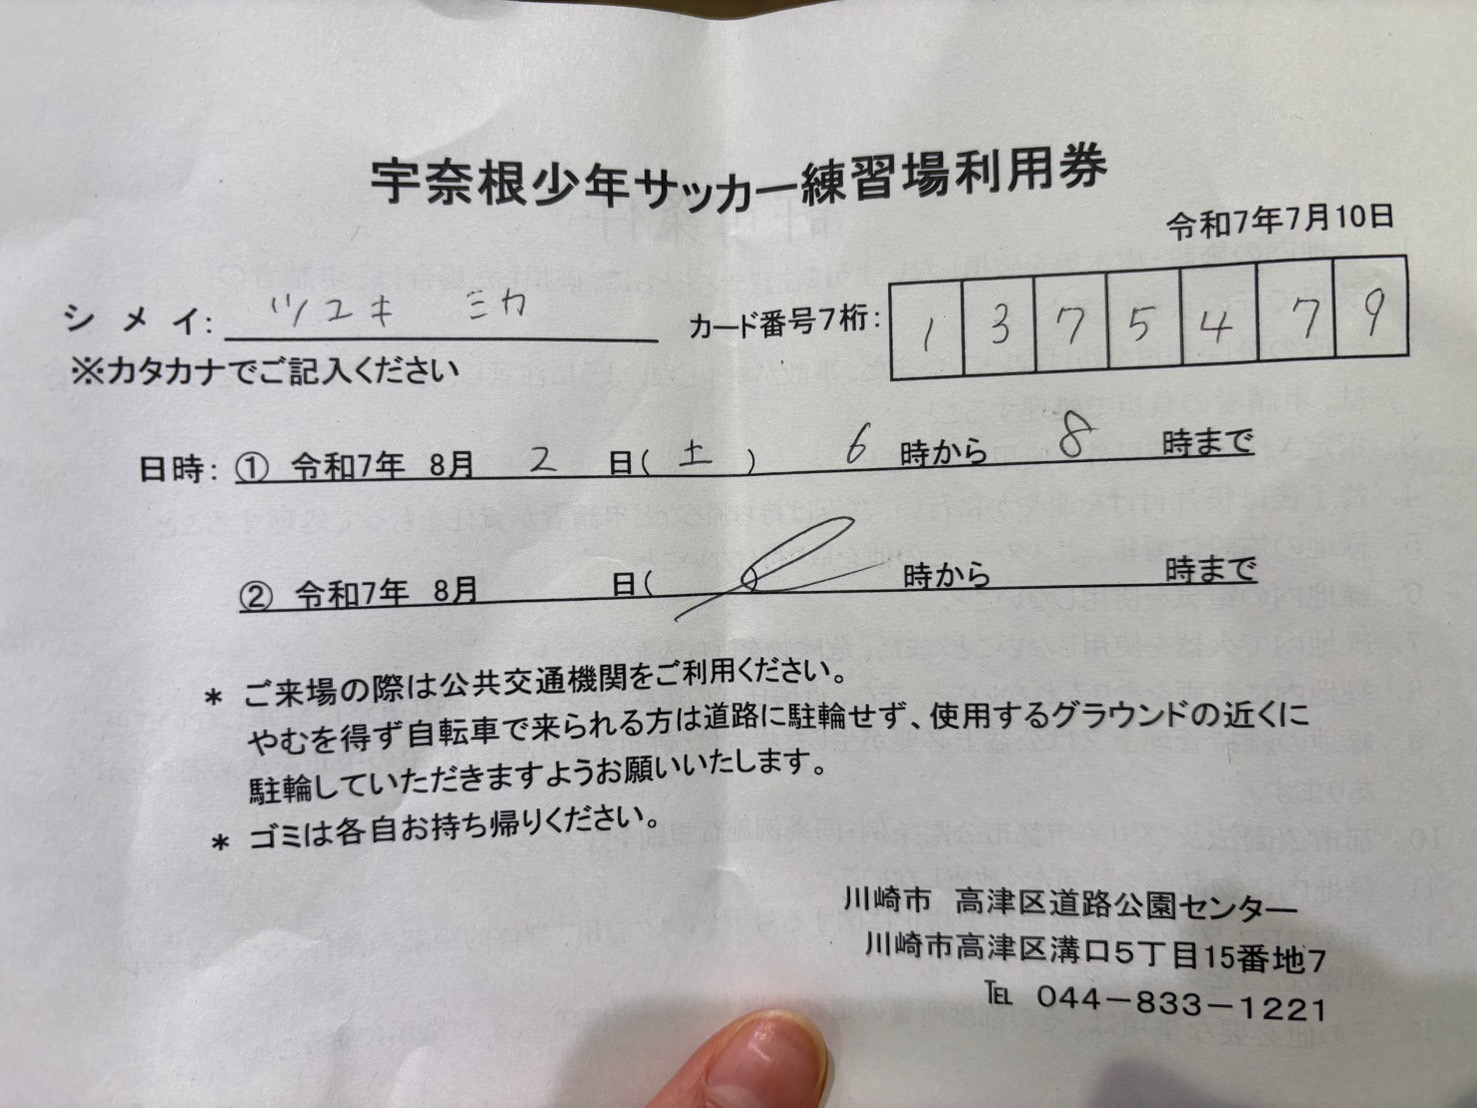 宇奈根少年サッカー練習場利用券
令和7年7月10日
シメイ: ツユキ ミカ カード番号7桁: 1 3 7 5 4 7 9
※カタカナでご記入ください
日時: ① 令和7年 8月 2 日( 土 ) 6 時から 8 時まで
② 令和7年 8月 日( 時から 時まで
* ご来場の際は公共交通機関をご利用ください。
やむを得ず自転車で来られる方は道路に駐輪せず、使用するグラウンドの近くに
駐輪していただきますようお願いいたします。
* ゴミは各自お持ち帰りください。
川崎市 高津区道路公園センター
川崎市高津区溝口5丁目15番地7
℡ 044-833-1221